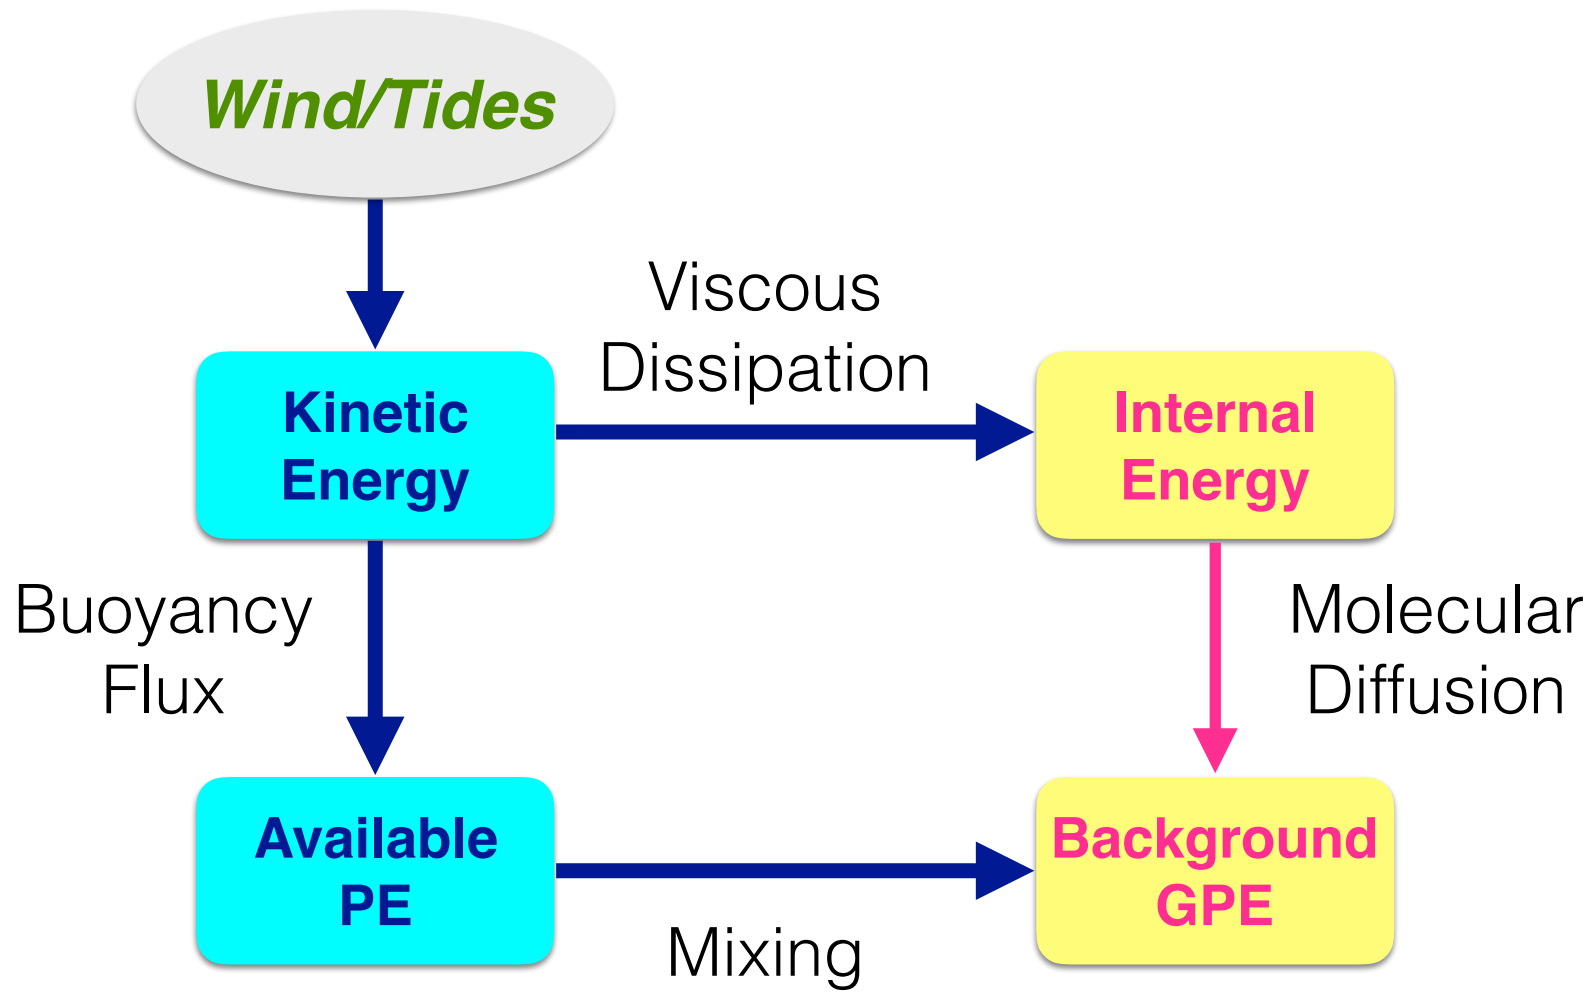 Wind/Tides
Viscous
Dissipation
Kinetic
Energy
Internal
Energy
Buoyancy
Flux
Molecular
Diffusion
Available
PE
Background
GPE
Mixing